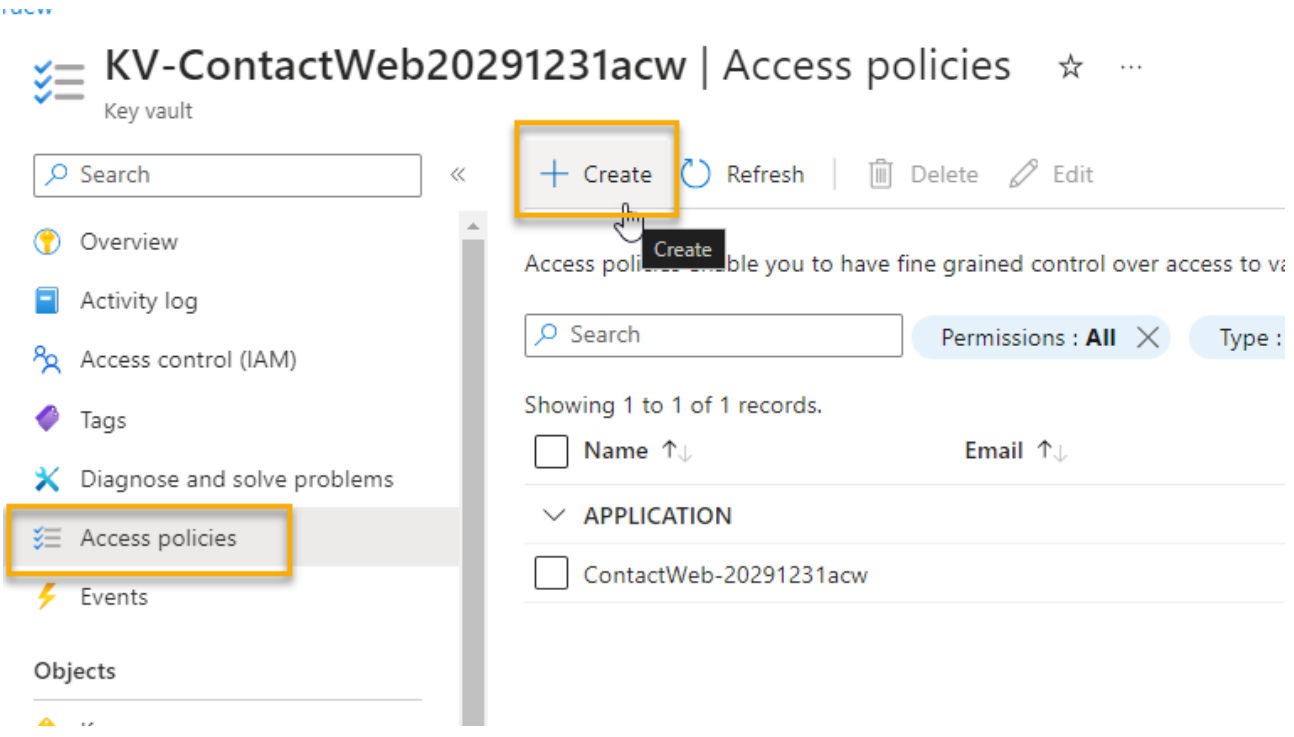 KV-ContactWeb20291231acw | Access policies
Key vault
Search
Overview
Activity log
Access control (IAM)
Tags
Diagnose and solve problems
Access policies
Events
Objects
Create Refresh Delete Edit
Create
Access enable you to have fine grained control over access to
Search Permissions : All Type :
Showing 1 to 1 of 1 records.
Name Email
APPLICATION
ContactWeb-20291231acw